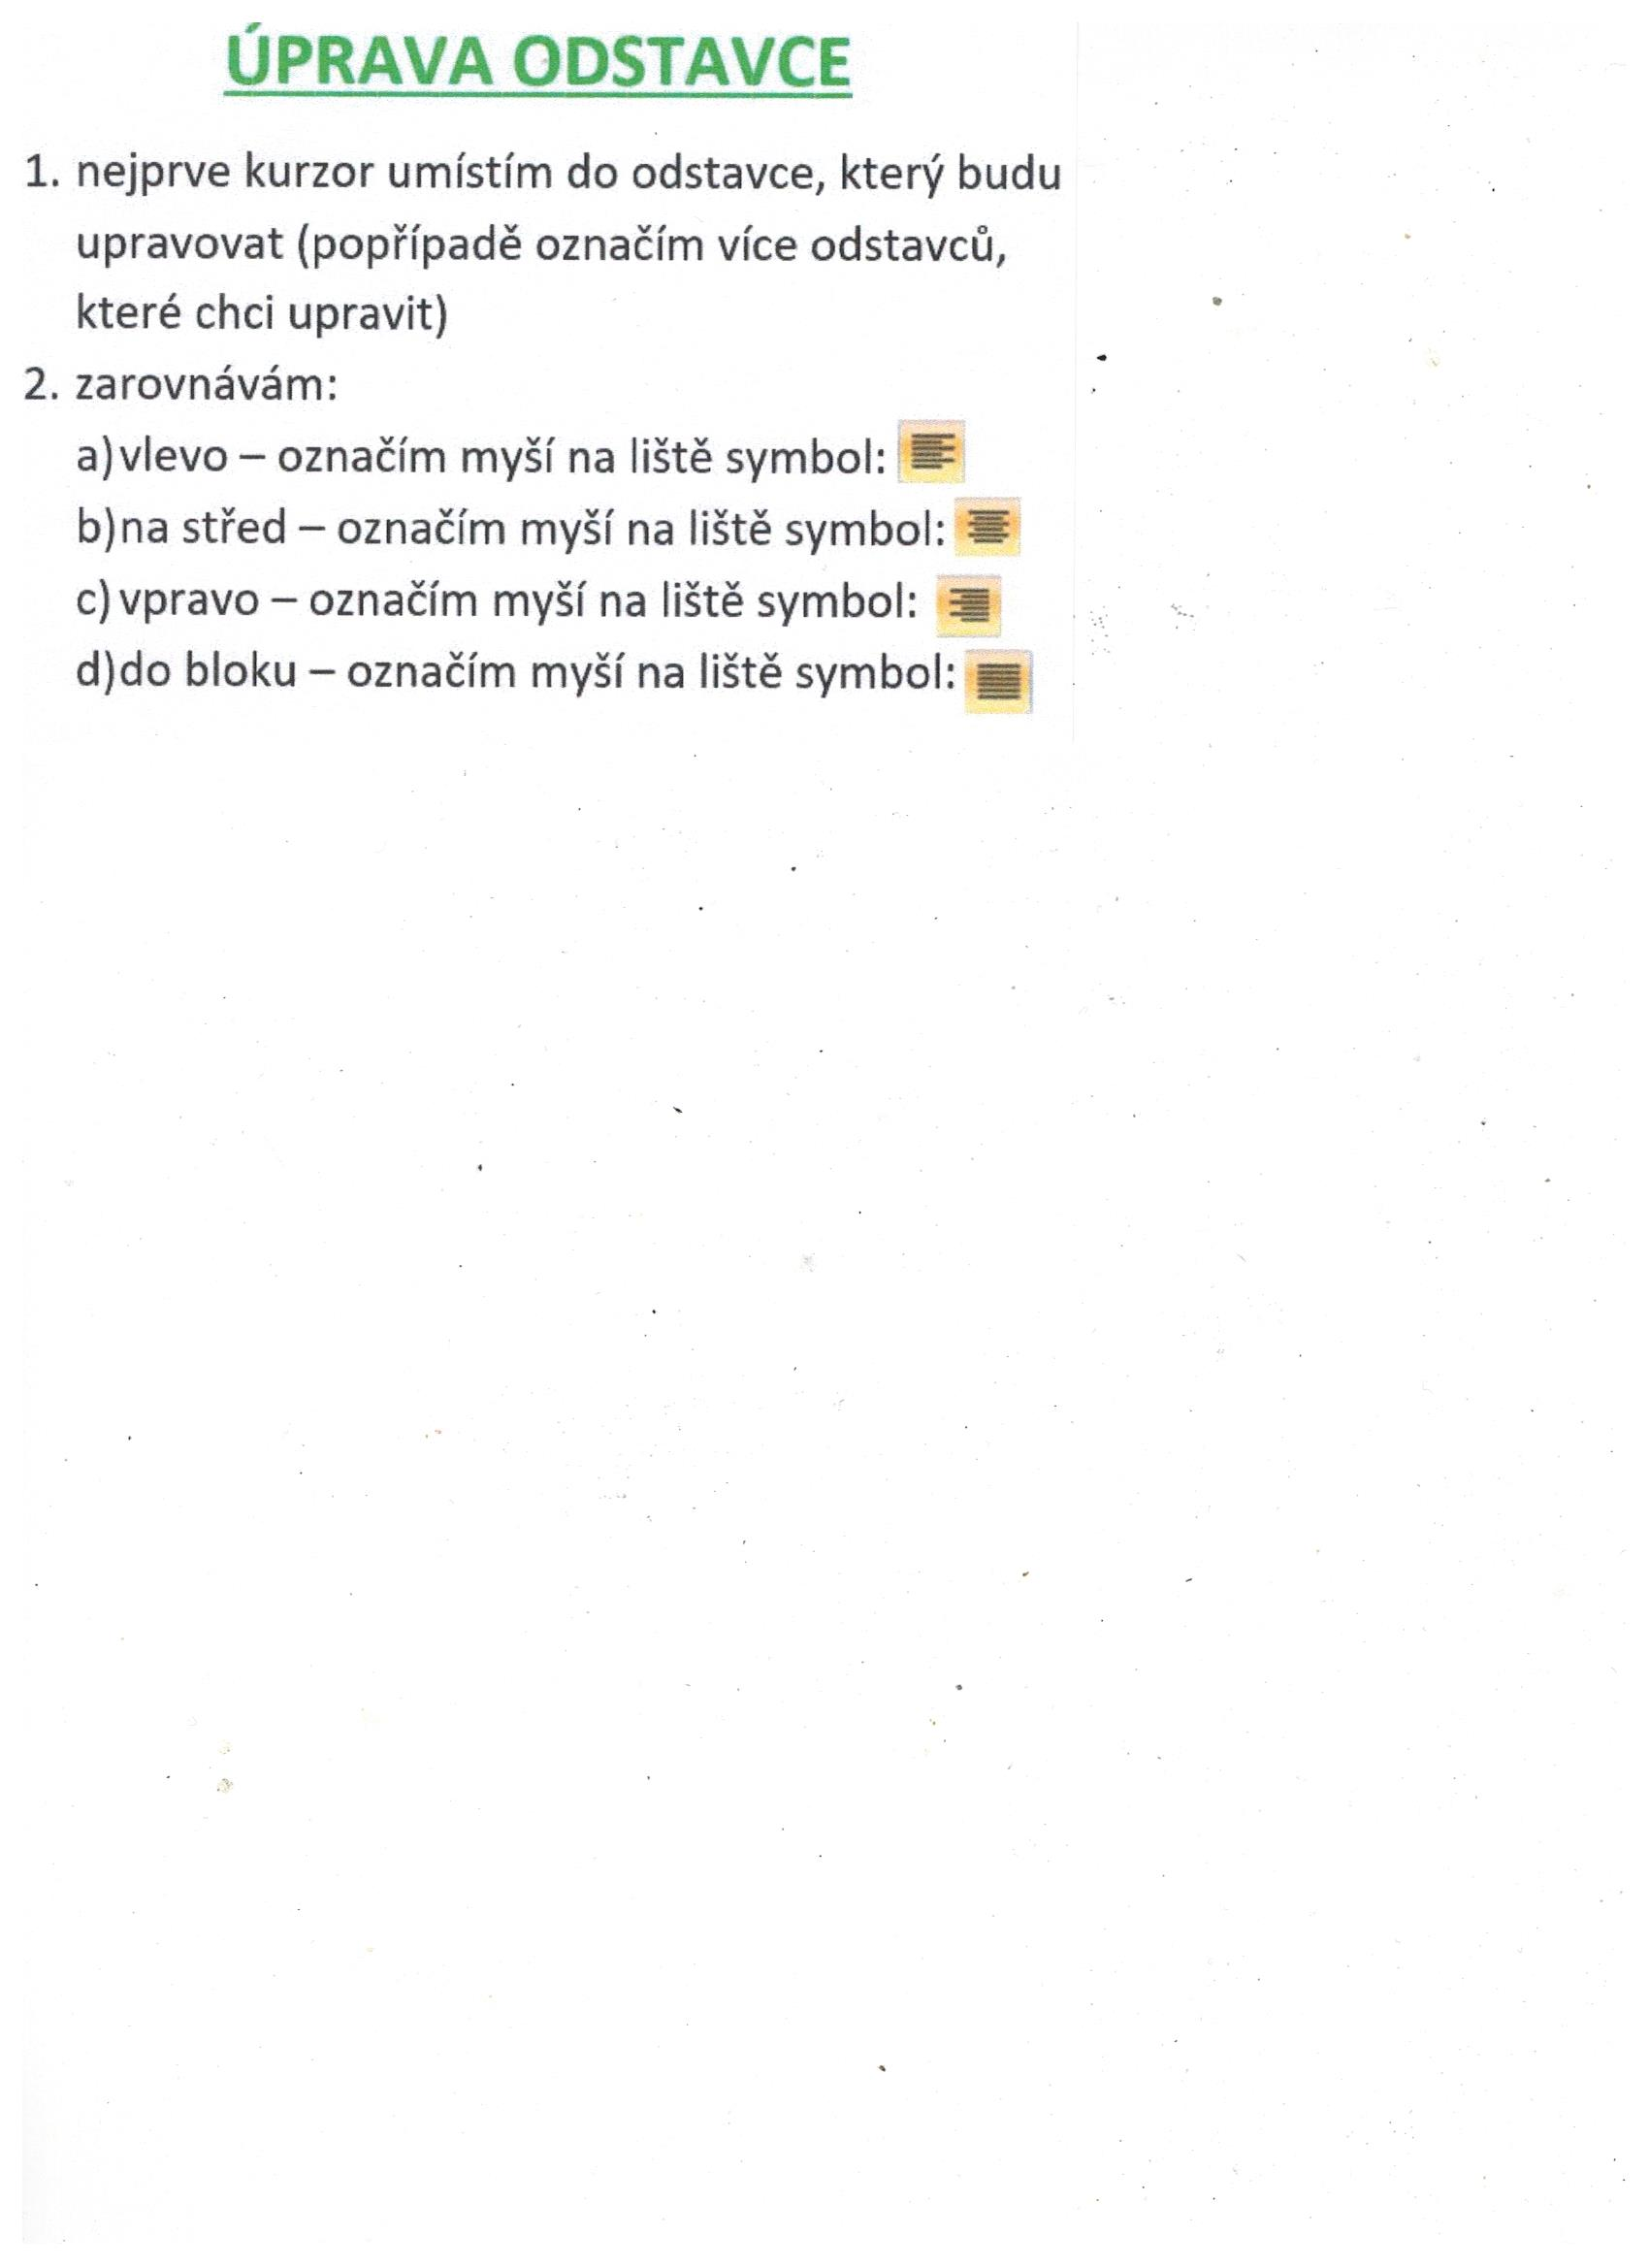 ÚPRAVA ODSTAVCE
1. nejprve kurzor umístím do odstavce, který budu
upravovat (popřípadě označím více odstavců,
které chci upravit)
2. zarovnávám:
a) vlevo – označím myší na liště symbol:
b) na střed – označím myší na liště symbol:
c) vpravo – označím myší na liště symbol:
d) do bloku – označím myší na liště symbol: